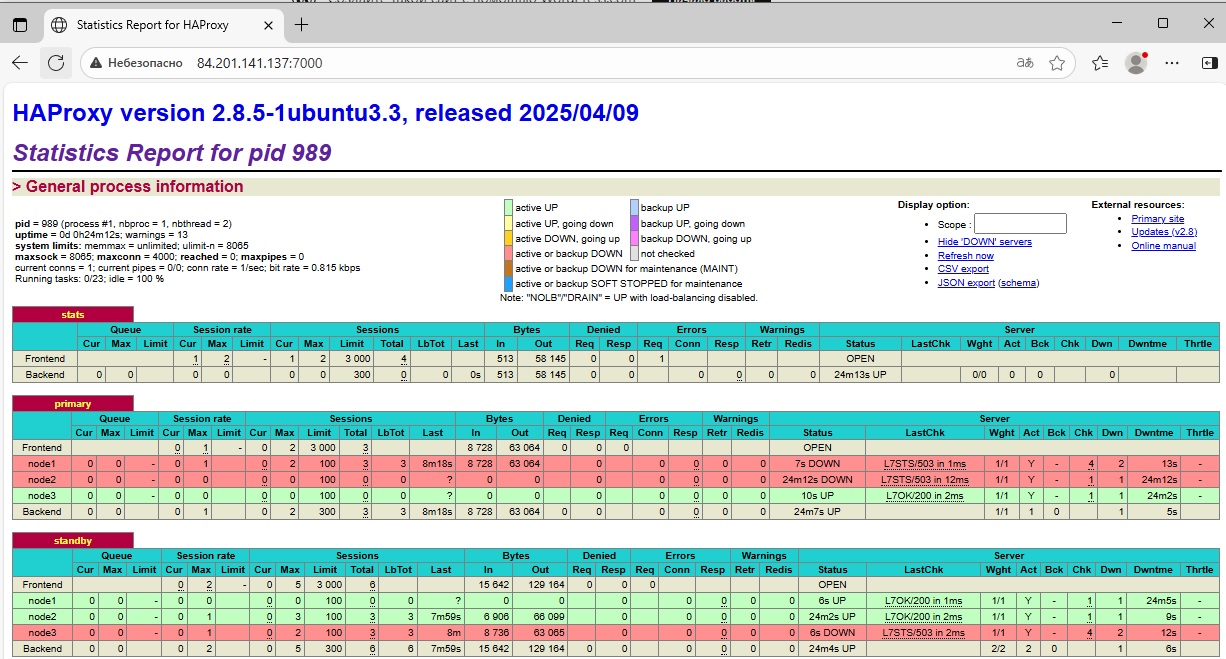 Statistics Report for HAProxy
Небезопасно 84.201.141.137:7000
HAProxy version 2.8.5-1ubuntu3.3, released 2025/04/09
Statistics Report for pid 989
> General process information
pid = 989 (process #1, nbproc = 1, nbthread = 2)
uptime = 0d 0h24m12s; warnings = 13
system limits: memmax = unlimited; ulimit-n = 8065
maxsock = 8065; maxconn = 4000; reached = 0; maxpipes = 0
current conns = 1; current pipes = 0/0; conn rate = 1/sec; bit rate = 0.815 kbps
Running tasks: 0/23; idle = 100 %
active UP backup UP
active UP, going down backup UP, going down
active DOWN, going up backup DOWN, going up
active or backup DOWN not checked
active or backup DOWN for maintenance (MAINT)
active or backup SOFT STOPPED for maintenance
Note: "NOLB"/"DRAIN" = UP with load-balancing disabled.
Display option:
Scope :
Hide 'DOWN' servers
Refresh now
CSV export
JSON export (schema)
External resources:
Primary site
Updates (v2.8)
Online manual
stats
Queue Session rate Sessions Bytes Denied Errors Warnings Server
Cur Max Limit Cur Max Limit Cur Max Limit Total LbTot Last In Out Req Resp Req Conn Resp Retr Redis Status LastChk Wght Act Bck Chk Dwn Dwntme Thrtle
Frontend 1 2 - 1 2 3 000 4 513 58 145 0 0 1 OPEN
Backend 0 0 0 0 0 0 300 0 0 0s 513 58 145 0 0 0 0 0 0 24m13s UP 0/0 0 0 0
primary
Queue Session rate Sessions Bytes Denied Errors Warnings Server
Cur Max Limit Cur Max Limit Cur Max Limit Total LbTot Last In Out Req Resp Req Conn Resp Retr Redis Status LastChk Wght Act Bck Chk Dwn Dwntme Thrtle
Frontend 0 1 - 0 2 3 000 3 8 728 63 064 0 0 0 OPEN
node1 0 0 - 0 1 0 2 100 3 3 8m18s 8 728 63 064 0 0 0 0 0 7s DOWN L7STS/503 in 1ms 1/1 Y - 4 2 13s -
node2 0 0 - 0 0 0 0 100 0 0 ? 0 0 0 0 0 0 0 24m12s DOWN L7STS/503 in 12ms 1/1 Y - 1 1 24m12s -
node3 0 0 - 0 0 0 0 100 0 0 ? 0 0 0 0 0 0 0 10s UP L7OK/200 in 2ms 1/1 Y - 1 1 24m2s -
Backend 0 0 0 1 0 2 300 3 3 8m18s 8 728 63 064 0 0 0 0 0 0 24m7s UP 1/1 1 0 1 5s
standby
Queue Session rate Sessions Bytes Denied Errors Warnings Server
Cur Max Limit Cur Max Limit Cur Max Limit Total LbTot Last In Out Req Resp Req Conn Resp Retr Redis Status LastChk Wght Act Bck Chk Dwn Dwntme Thrtle
Frontend 0 2 - 0 5 3 000 6 15 642 129 164 0 0 0 OPEN
node1 0 0 - 0 0 0 0 100 0 0 ? 0 0 0 0 0 0 0 6s UP L7OK/200 in 1ms 1/1 Y - 1 1 24m5s -
node2 0 0 - 0 1 0 3 100 3 3 7m59s 6 906 66 099 0 0 0 0 0 24m2s UP L7OK/200 in 2ms 1/1 Y - 1 1 9s -
node3 0 0 - 0 1 0 2 100 3 3 8m 8 736 63 065 0 0 0 0 0 6s DOWN L7STS/503 in 2ms 1/1 Y - 4 2 12s -
Backend 0 0 0 2 0 5 300 6 6 7m59s 15 642 129 164 0 0 0 0 0 0 24m4s UP 2/2 2 0 1 6s